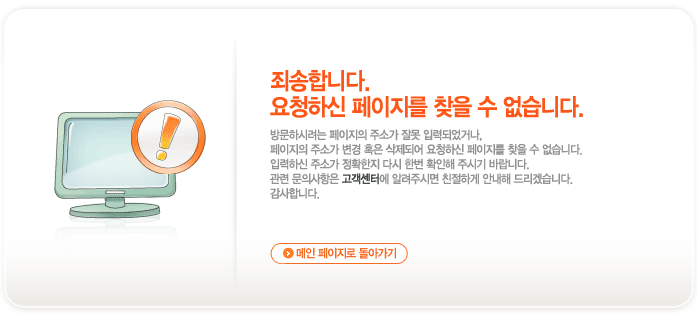 죄송합니다.
요청하신 페이지를 찾을 수 없습니다.
방문하시려는 페이지의 주소가 잘못 입력되었거나,
페이지의 주소가 변경 혹은 삭제되어 요청하신 페이지를 찾을 수 없습니다.
입력하신 주소가 정확한지 다시 한번 확인해 주시기 바랍니다.
관련 문의사항은 고객센터에 알려주시면 친절하게 안내해 드리겠습니다.
감사합니다.
메인 페이지로 돌아가기